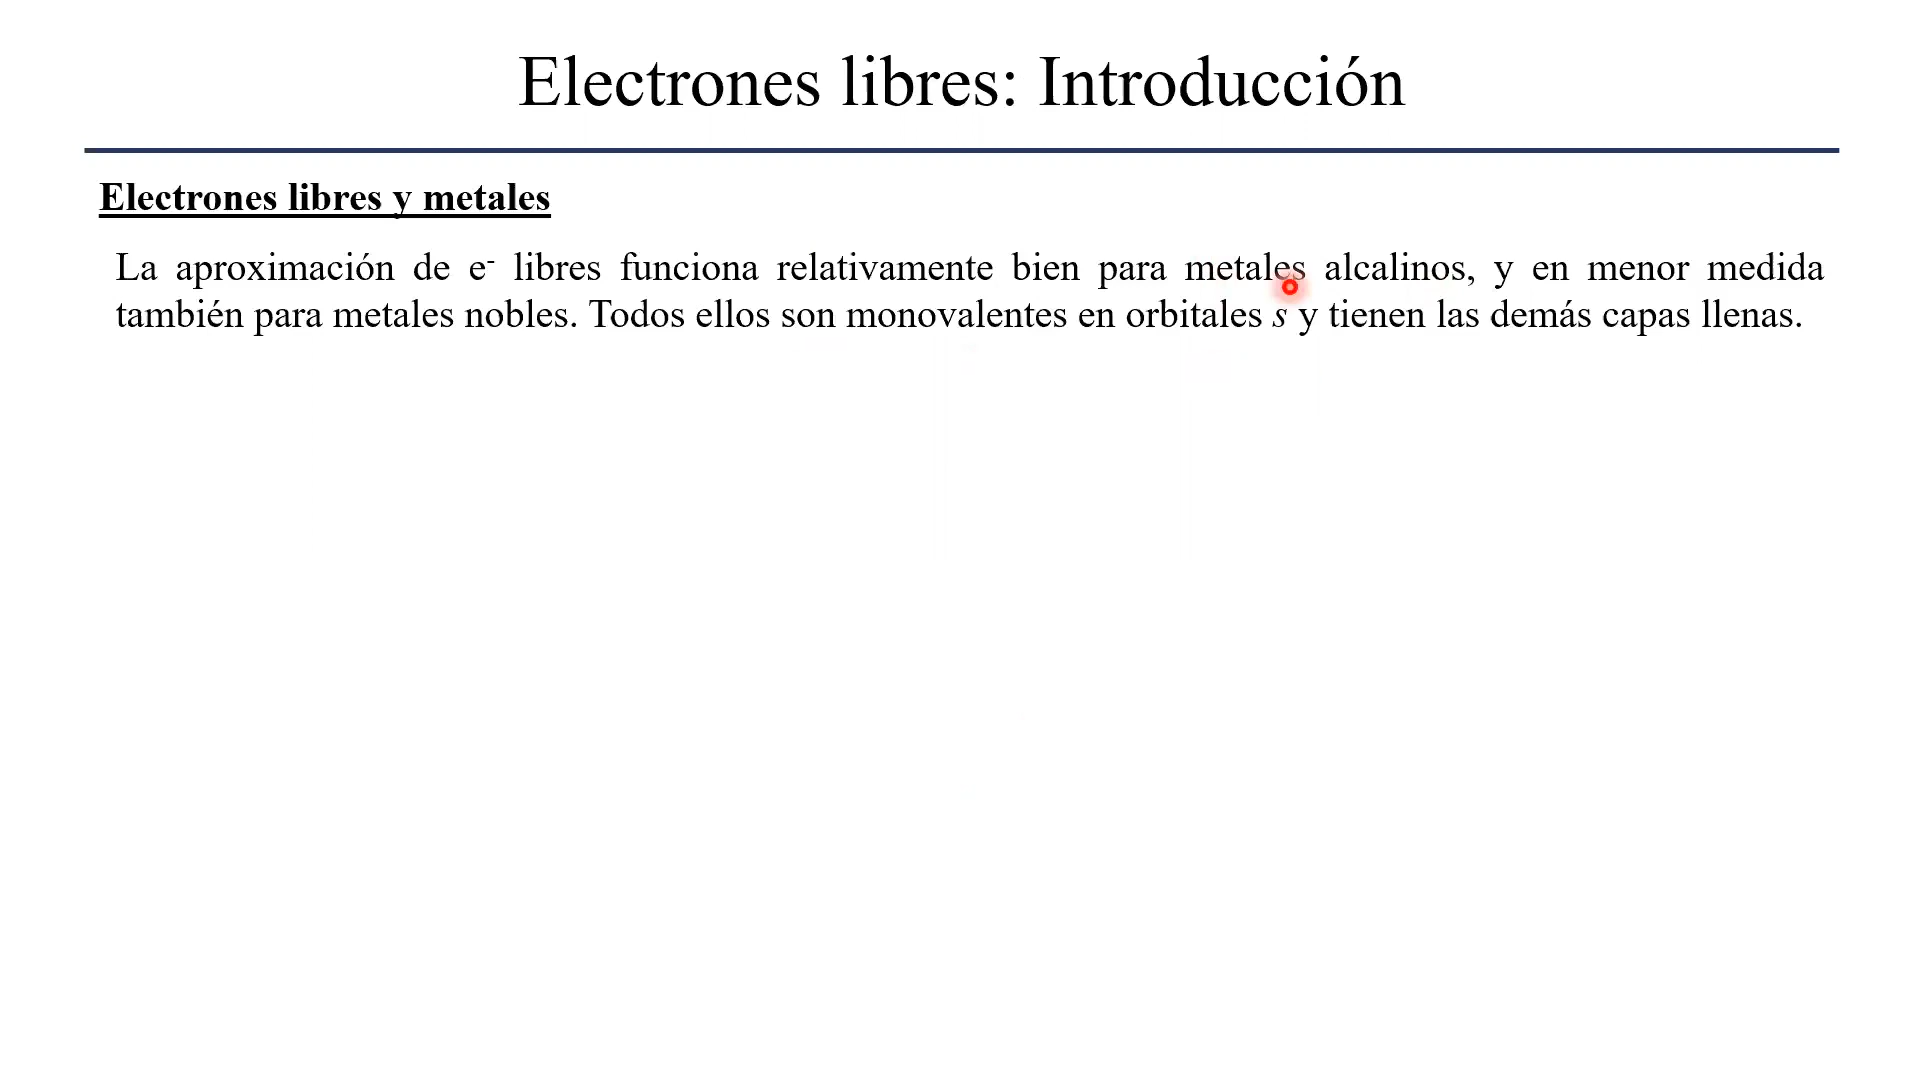 Electrones libres: Introducción
Electrones libres y metales
La aproximación de e⁻ libres funciona relativamente bien para metales alcalinos, y en menor medida
también para metales nobles. Todos ellos son monovalentes en orbitales s y tienen las demás capas llenas.